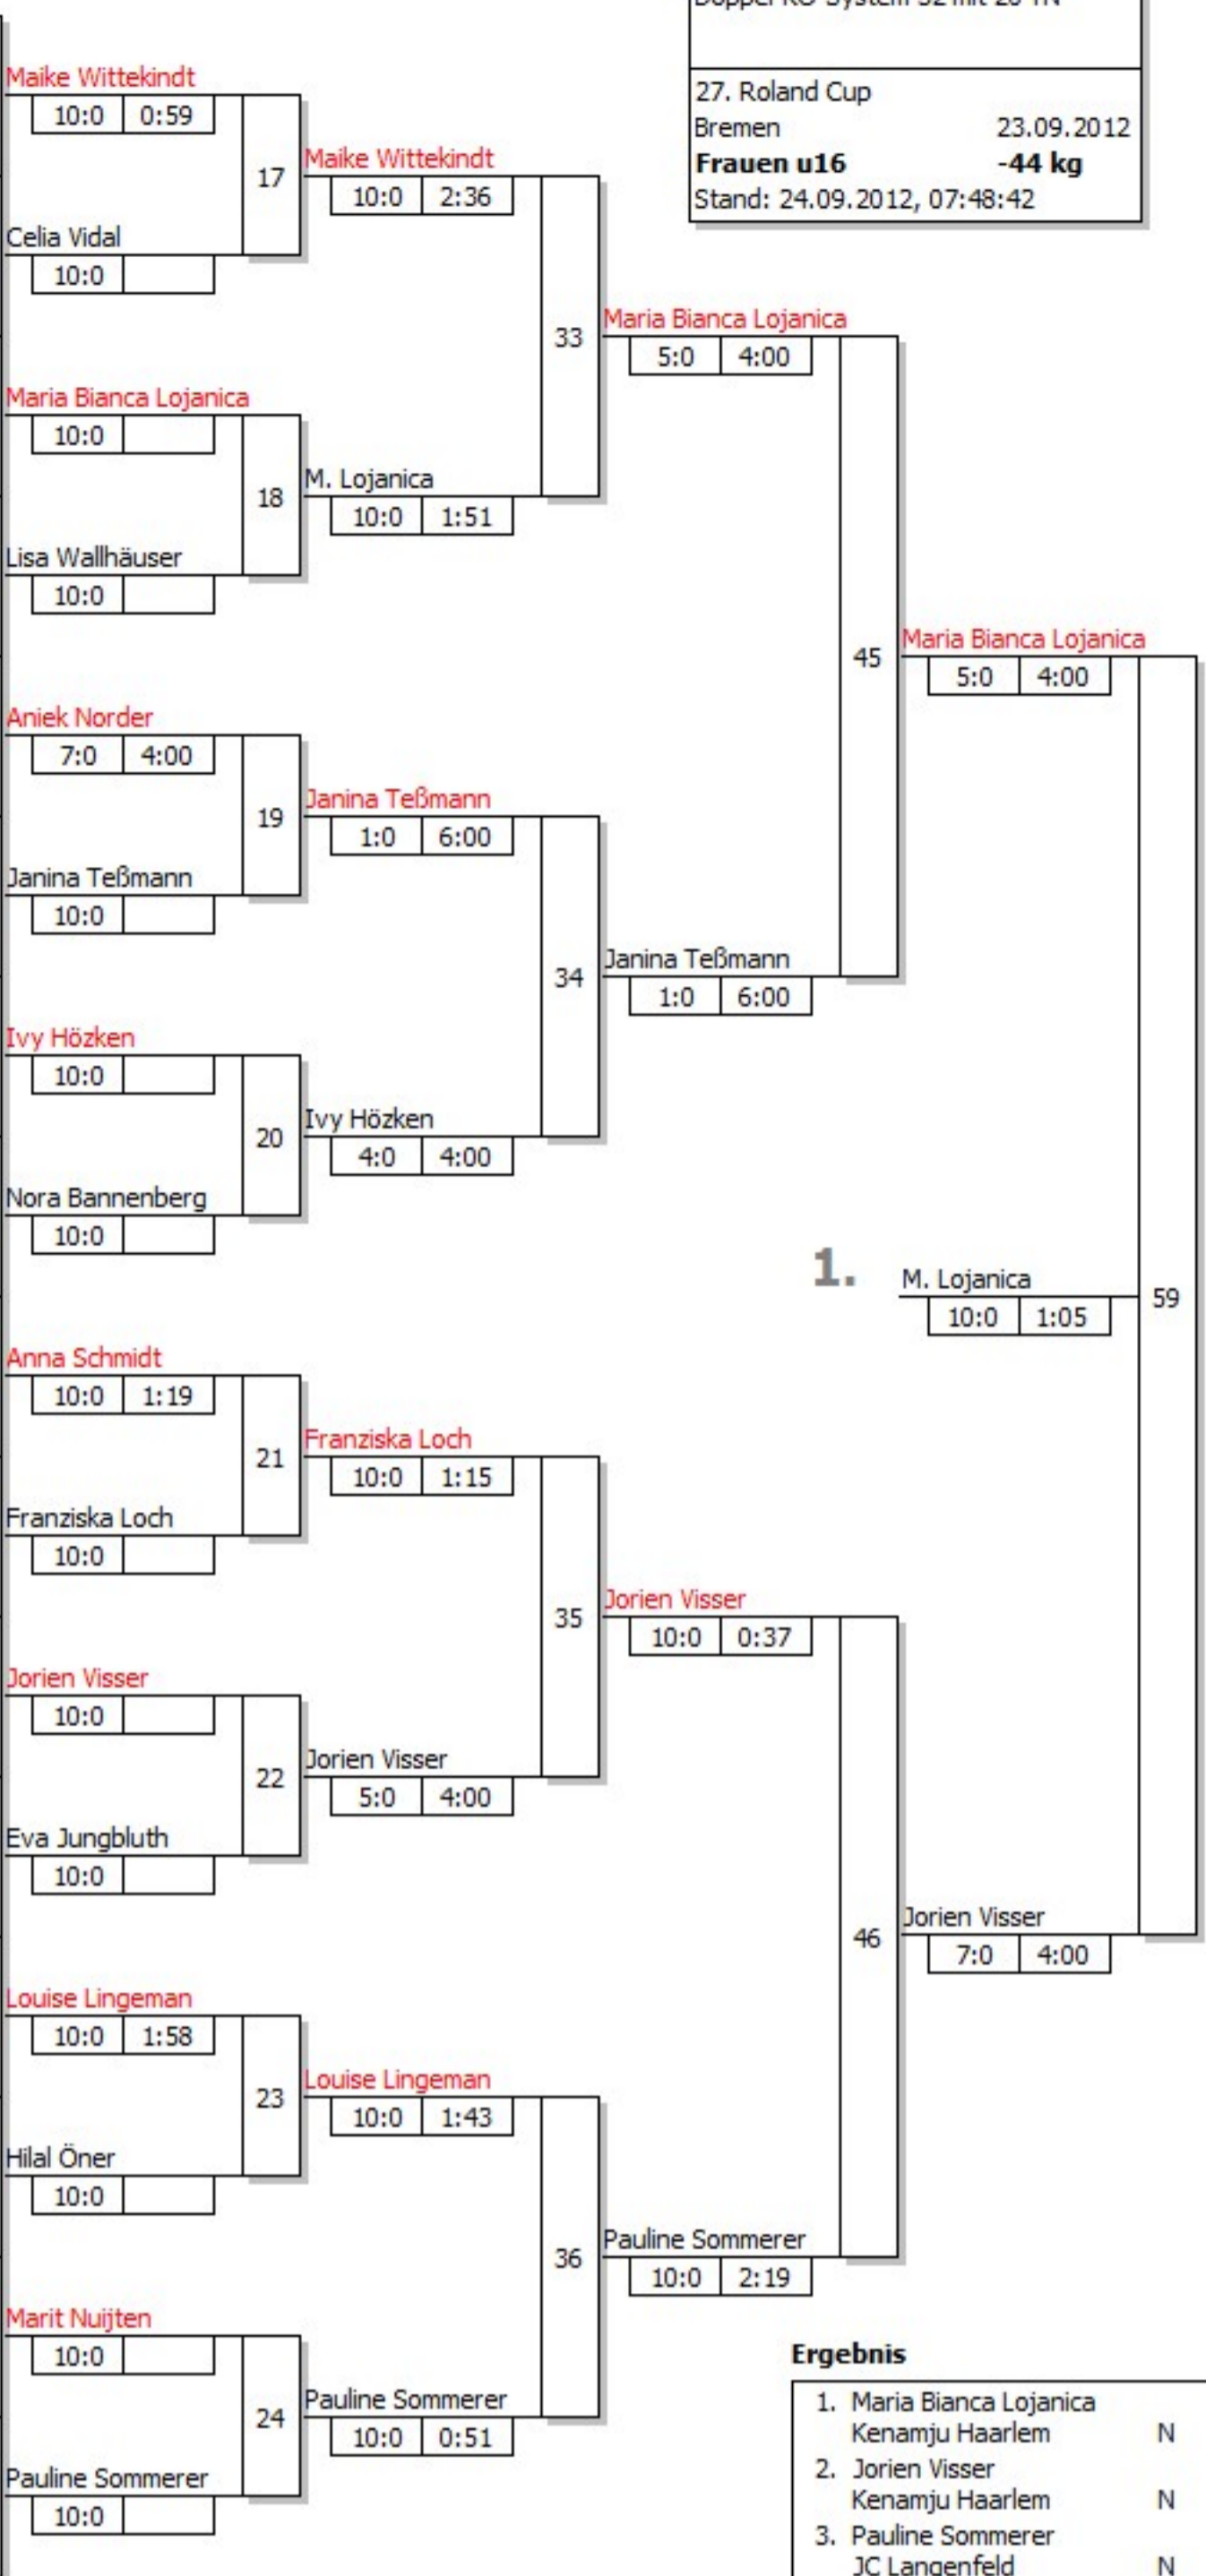 27. Roland Cup
Bremen 23.09.2012
Frauen u16 -44 kg
Stand: 24.09.2012, 07:48:42
Maike Wittekindt
10:0 0:59
17
Celia Vidal
10:0
Maria Bianca Lojanica
10:0
18
Lisa Wallhäuser
10:0
Aniek Norder
7:0 4:00
19
Janina Teßmann
10:0
Ivy Hözken
10:0
20
Nora Bannenberg
10:0
Anna Schmidt
10:0 1:19
21
Franziska Loch
10:0
Jorien Visser
10:0
22
Eva Jungbluth
10:0
Louise Lingeman
10:0 1:58
23
Hilal Öner
10:0
Marit Nuijten
10:0
24
Pauline Sommerer
10:0
Maike Wittekindt
10:0 2:36
33
M. Lojanica
10:0 1:51
Janina Teßmann
1:0 6:00
34
Ivy Hözken
4:0 4:00
Franziska Loch
10:0 1:15
35
Jorien Visser
5:0 4:00
Louise Lingeman
10:0 1:43
36
Pauline Sommerer
10:0 0:51
Maria Bianca Lojanica
5:0 4:00
45
Janina Teßmann
1:0 6:00
Jorien Visser
10:0 0:37
46
Pauline Sommerer
10:0 2:19
Maria Bianca Lojanica
5:0 4:00
1. M. Lojanica
10:0 1:05
59
Jorien Visser
7:0 4:00
Ergebnis
1. Maria Bianca Lojanica
Kenamju Haarlem N
2. Jorien Visser
Kenamju Haarlem N
3. Pauline Sommerer
JC Langenfeld N